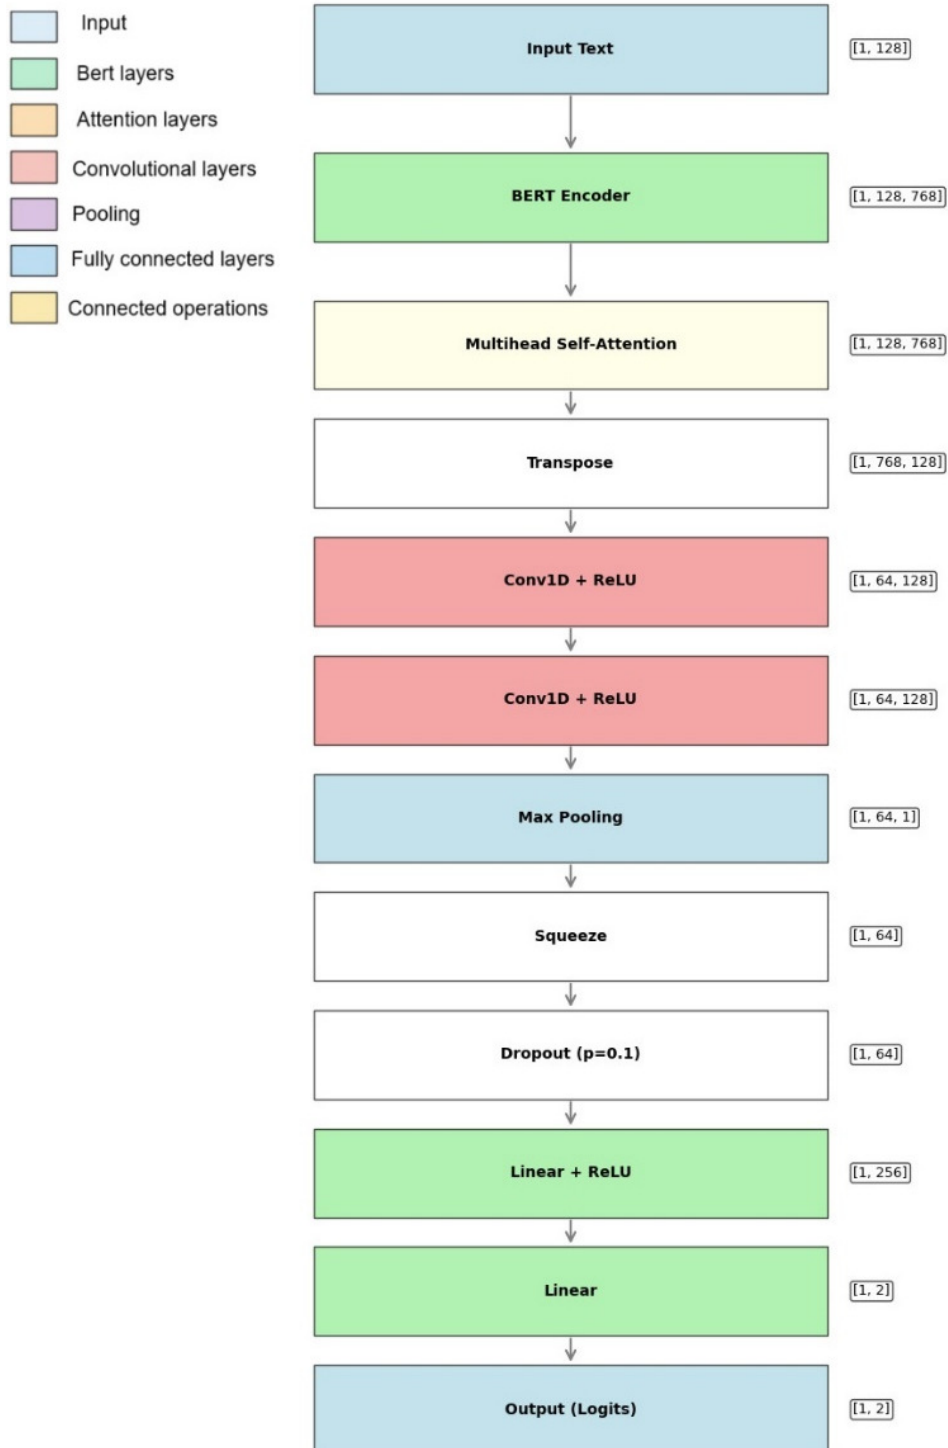 Input
Bert layers
Attention layers
Convolutional layers
Pooling
Fully connected layers
Connected operations
Input Text
[1, 128]
BERT Encoder
[1, 128, 768]
Multihead Self-Attention
[1, 128, 768]
Transpose
[1, 768, 128]
Conv1D + ReLU
[1, 64, 128]
Conv1D + ReLU
[1, 64, 128]
Max Pooling
[1, 64, 1]
Squeeze
[1, 64]
Dropout (p=0.1)
[1, 64]
Linear + ReLU
[1, 256]
Linear
[1, 2]
Output (Logits)
[1, 2]